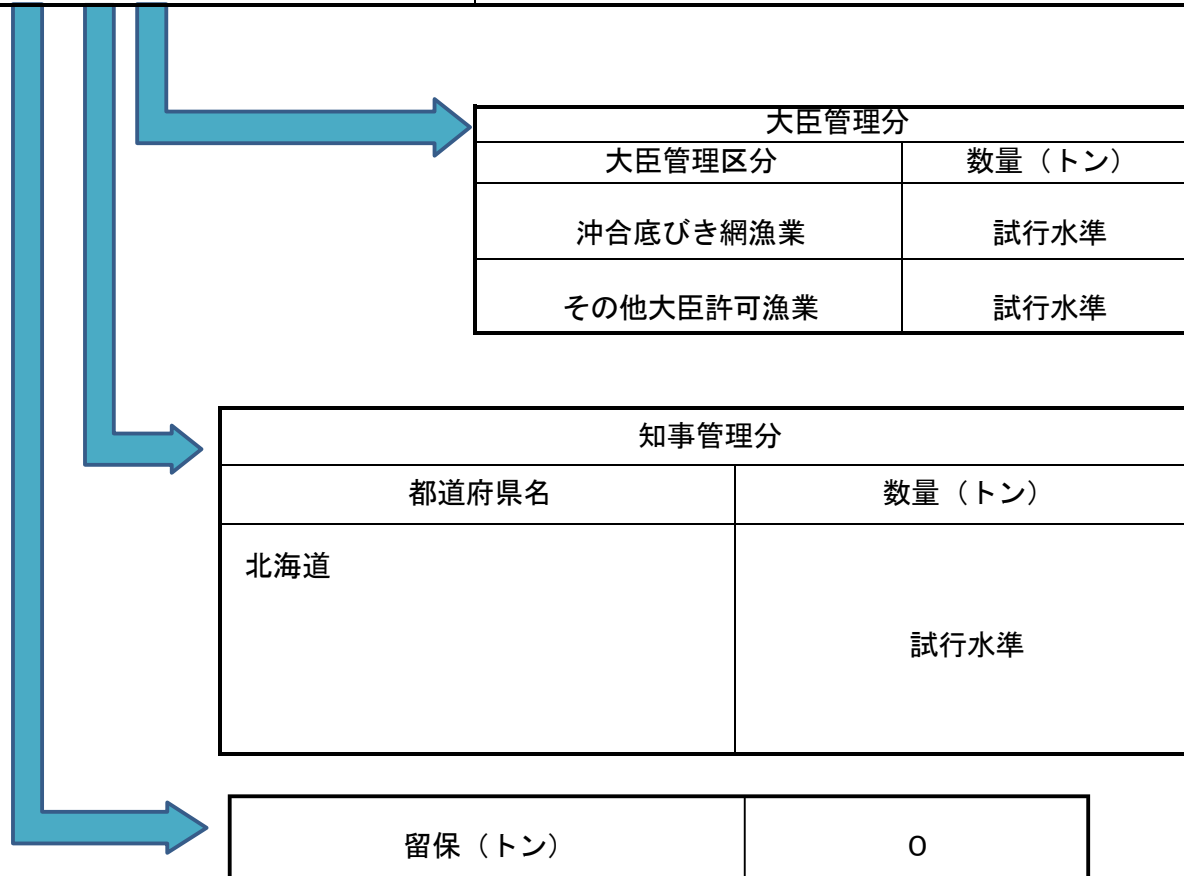 大臣管理分
大臣管理区分 数量（トン）
沖合底びき網漁業 試行水準
その他大臣許可漁業 試行水準
知事管理分
都道府県名 数量（トン）
北海道
試行水準
留保（トン） 0